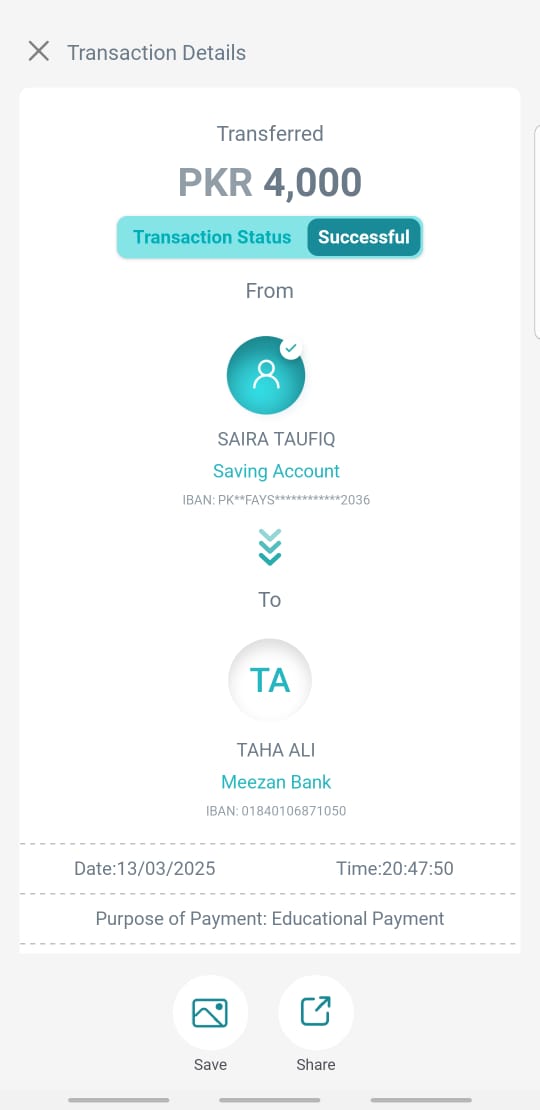 Transaction Details
Transferred
PKR 4,000
Transaction Status Successful
From
SAIRA TAUFIQ
Saving Account
IBAN: PK**FAYS************2036
To
TA
TAHA ALI
Meezan Bank
IBAN: 01840106871050
Date:13/03/2025 Time:20:47:50
Purpose of Payment: Educational Payment
Save Share